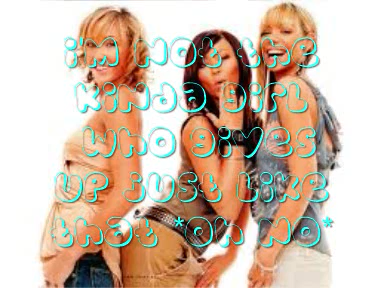 i'm Not the
kinda girl
who gives
up just like
that *oh No*